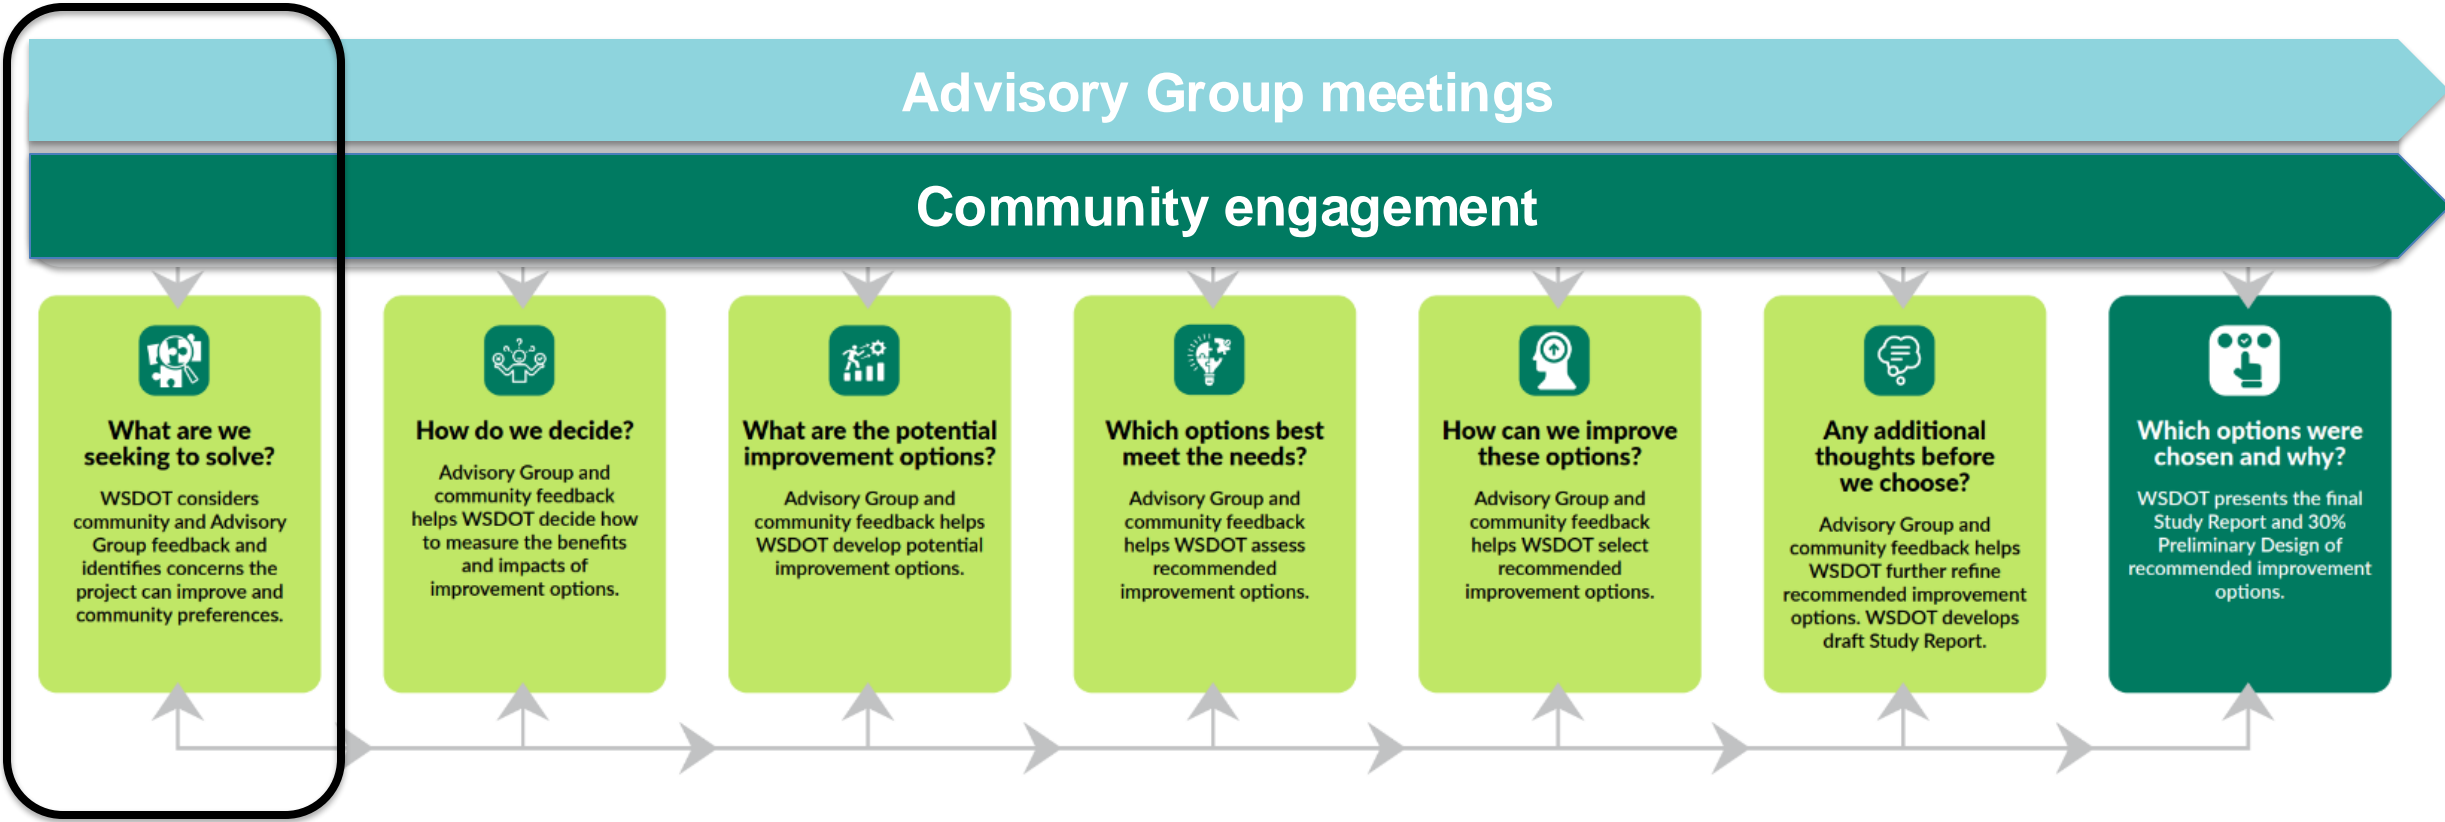 Advisory Group meetings
Community engagement
What are we
seeking to solve?
WSDOT considers
community and Advisory
Group feedback and
identifies concerns the
project can improve and
community preferences.
How do we decide?
Advisory Group and
community feedback
helps WSDOT decide how
to measure the benefits
and impacts of
improvement options.
What are the potential
improvement options?
Advisory Group and
community feedback helps
WSDOT develop potential
improvement options.
Which options best
meet the needs?
Advisory Group and
community feedback
helps WSDOT assess
recommended
improvement options.
How can we improve
these options?
Advisory Group and
community feedback
helps WSDOT select
recommended
improvement options.
Any additional
thoughts before
we choose?
Advisory Group and
community feedback helps
WSDOT further refine
recommended improvement
options. WSDOT develops
draft Study Report.
Which options were
chosen and why?
WSDOT presents the final
Study Report and 30%
Preliminary Design of
recommended improvement
options.